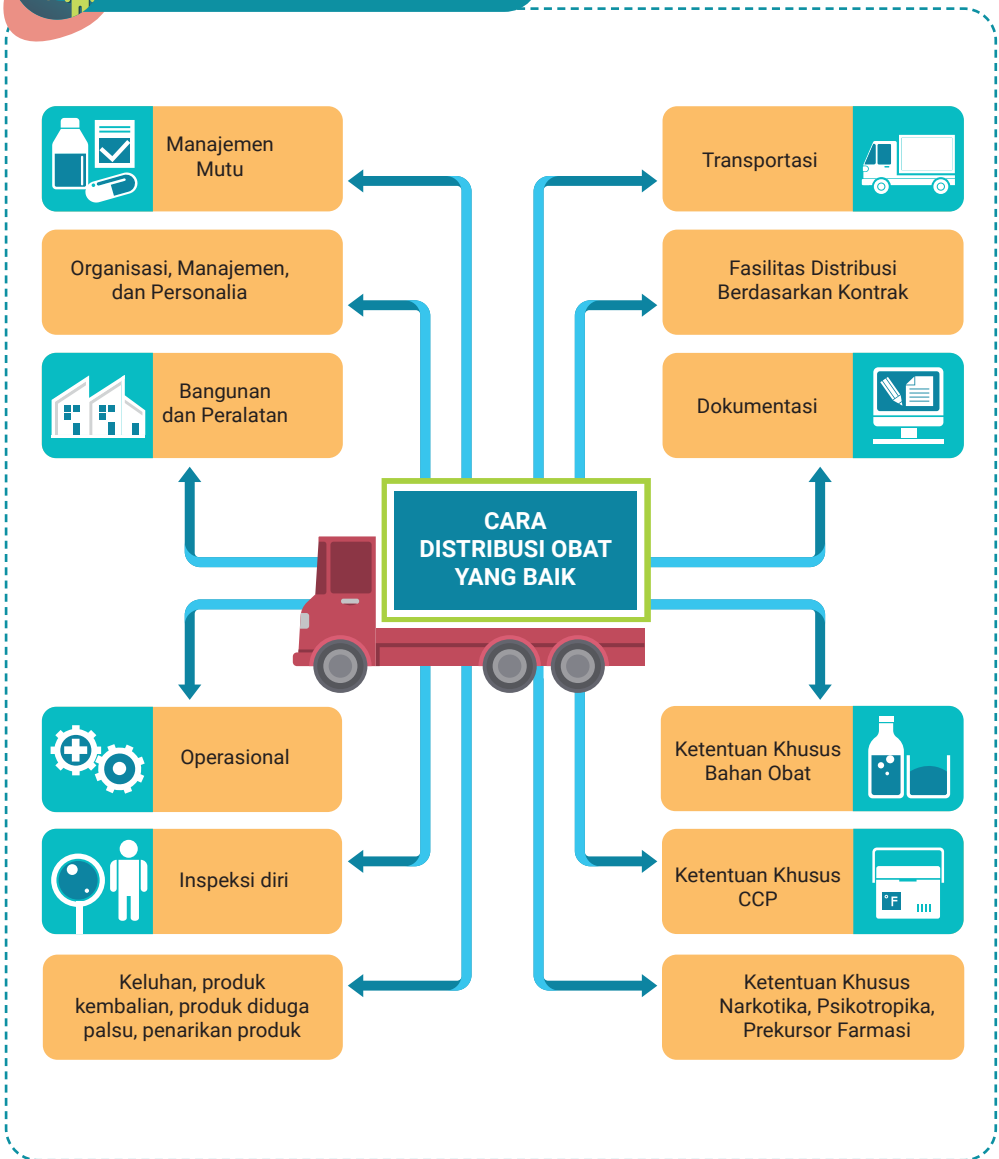 Manajemen
Mutu
Organisasi, Manajemen,
dan Personalia
Bangunan
dan Peralatan
Transportasi
Fasilitas Distribusi
Berdasarkan Kontrak
Dokumentasi
CARA
DISTRIBUSI OBAT
YANG BAIK
Operasional
Inspeksi diri
Keluhan, produk
kembalian, produk diduga
palsu, penarikan produk
Ketentuan Khusus
Bahan Obat
Ketentuan Khusus
CCP
°F
Ketentuan Khusus
Narkotika, Psikotropika,
Prekursor Farmasi